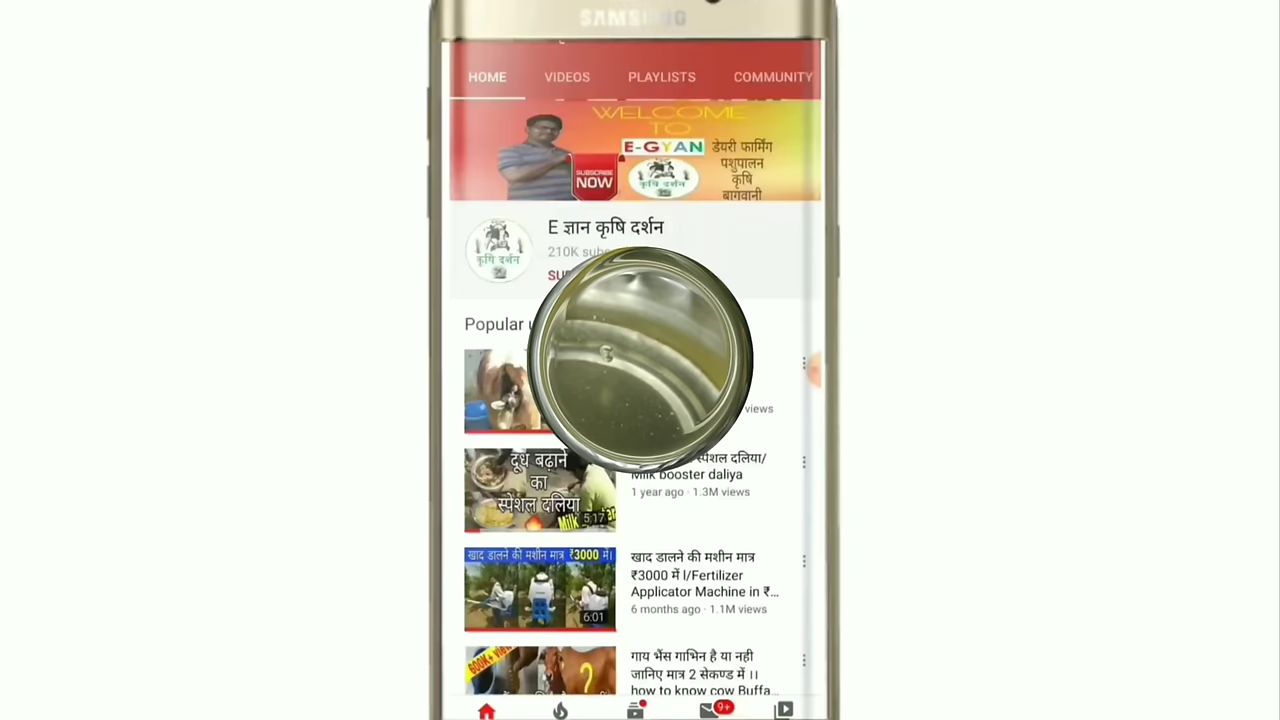 SAMSUNG
HOME VIDEOS PLAYLISTS COMMUNITY
WELCOME
TO
E-GYAN
डेयरी फार्मिंग
पशुपालन
कृषि
बागवानी
SUBSCRIBE
NOW
कृषि दर्शन
E ज्ञान कृषि दर्शन
कृषि दर्शन
210K
Popular
views
दूध बढ़ाने
का
स्पेशल दलिया
Milk
5:17
स्पेशल दलिया/
Milk booster daliya
1 year ago · 1.3M views
खाद डालने की मशीन मात्र ₹3000 में।
6:01
खाद डालने की मशीन मात्र
₹3000 में l/Fertilizer
Applicator Machine in ₹...
6 months ago · 1.1M views
600K+
?
गाय भैंस गाभिन है या नही
जानिए मात्र 2 सेकण्ड में ।।
how to know cow Buffa...
9+